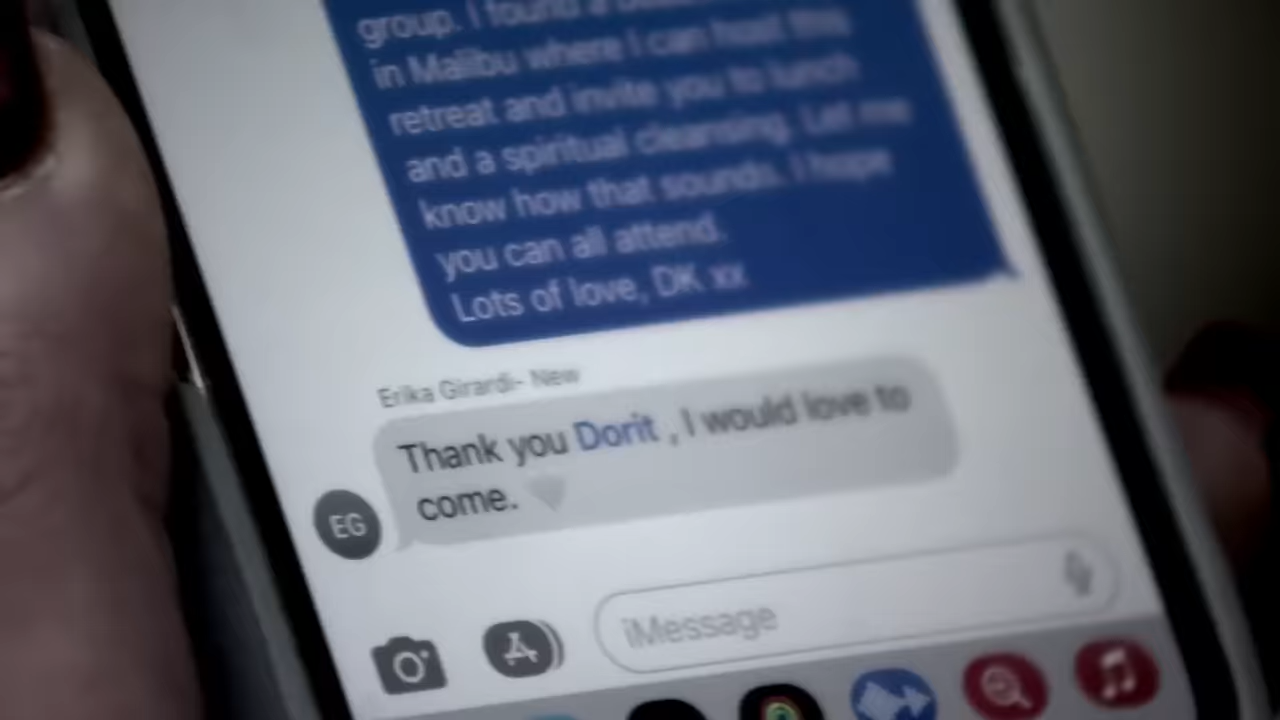 group. I found a
in Malibu where I can host this
retreat and invite you to lunch
and a spiritual cleansing. Let me
know how that sounds. I hope
you can all attend.
Lots of love, DK xx
Erika Girardi- New
Thank you Dorit , I would love to
come.
EG
iMessage